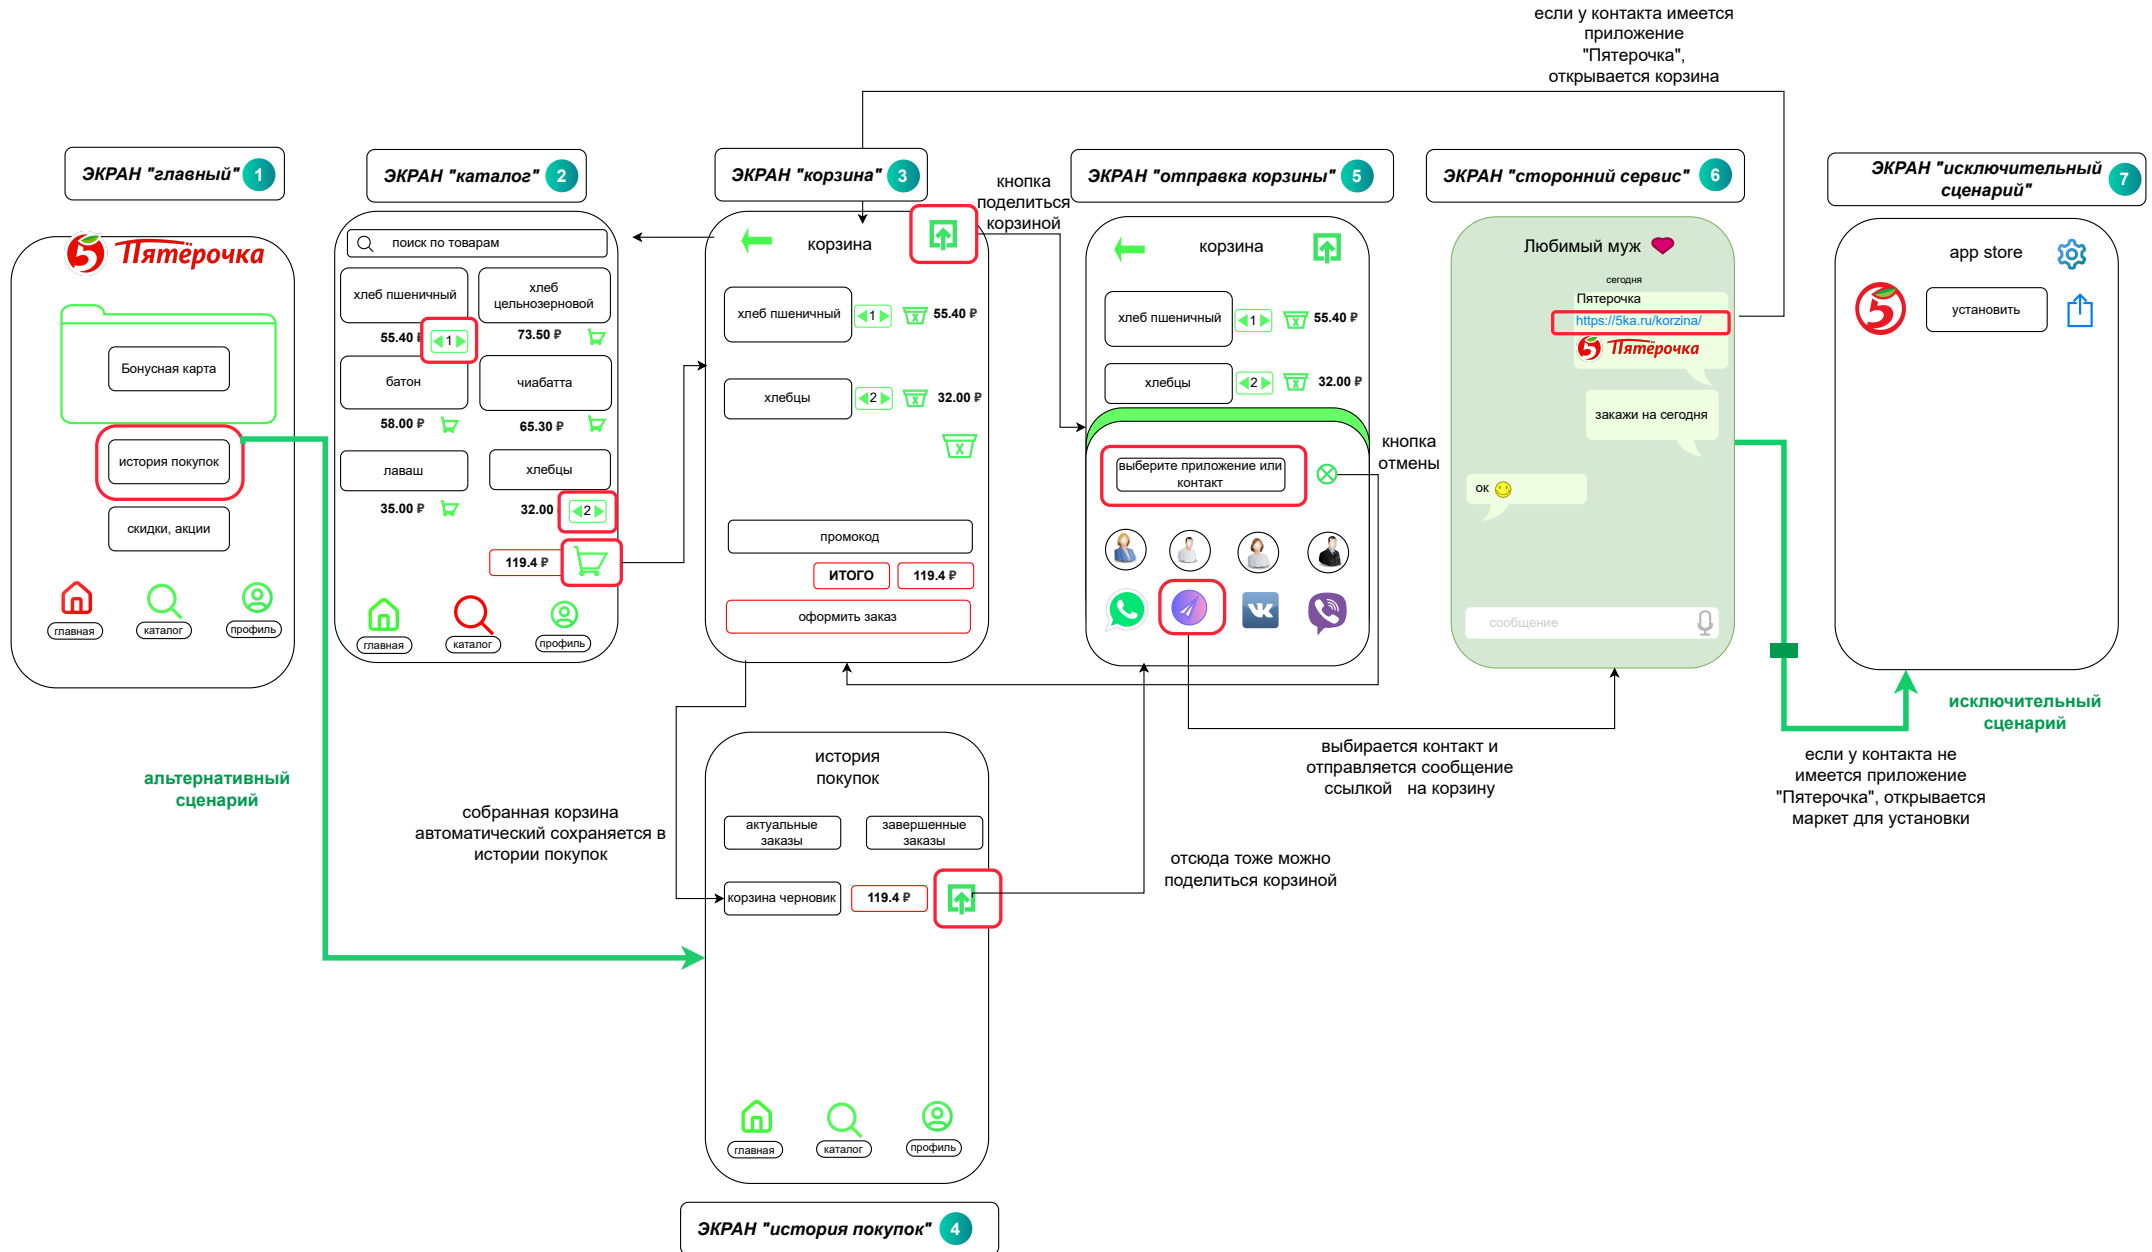 если у контакта имеется
приложение
"Пятерочка",
открывается корзина
ЭКРАН "главный" 1
ЭКРАН "каталог" 2
ЭКРАН "корзина" 3
ЭКРАН "отправка корзины" 5
ЭКРАН "сторонний сервис" 6
ЭКРАН "исключительный
сценарий"
7
кнопка
поделиться
корзиной
5 Пятёрочка
Бонусная карта
история покупок
скидки, акции
главная
каталог
профиль
альтернативный
сценарий
поиск по товарам
хлеб пшеничный
хлеб
цельнозерновой
55.40 ₽
1
73.50 ₽
батон
чиабатта
58.00 ₽
65.30 ₽
лаваш
хлебцы
35.00 ₽
32.00
2
119.4 ₽
главная
каталог
профиль
корзина
хлеб пшеничный
1
X
55.40 ₽
хлебцы
2
X
32.00 ₽
X
промокод
ИТОГО
119.4 ₽
оформить заказ
корзина
хлеб пшеничный
1
X
55.40 ₽
хлебцы
2
X
32.00 ₽
выберите приложение или
контакт
кнопка
отмены
Любимый муж
сегодня
Пятерочка
https://5ka.ru/korzina/
5 Пятёрочка
закажи на сегодня
ок
сообщение
app store
5
установить
исключительный
сценарий
если у контакта не
имеется приложение
"Пятерочка", открывается
маркет для установки
выбирается контакт и
отправляется сообщение
ссылкой на корзину
собранная корзина
автоматический сохраняется в
истории покупок
отсюда тоже можно
поделиться корзиной
история
покупок
актуальные
заказы
завершенные
заказы
корзина черновик
119.4 ₽
главная
каталог
профиль
ЭКРАН "история покупок" 4